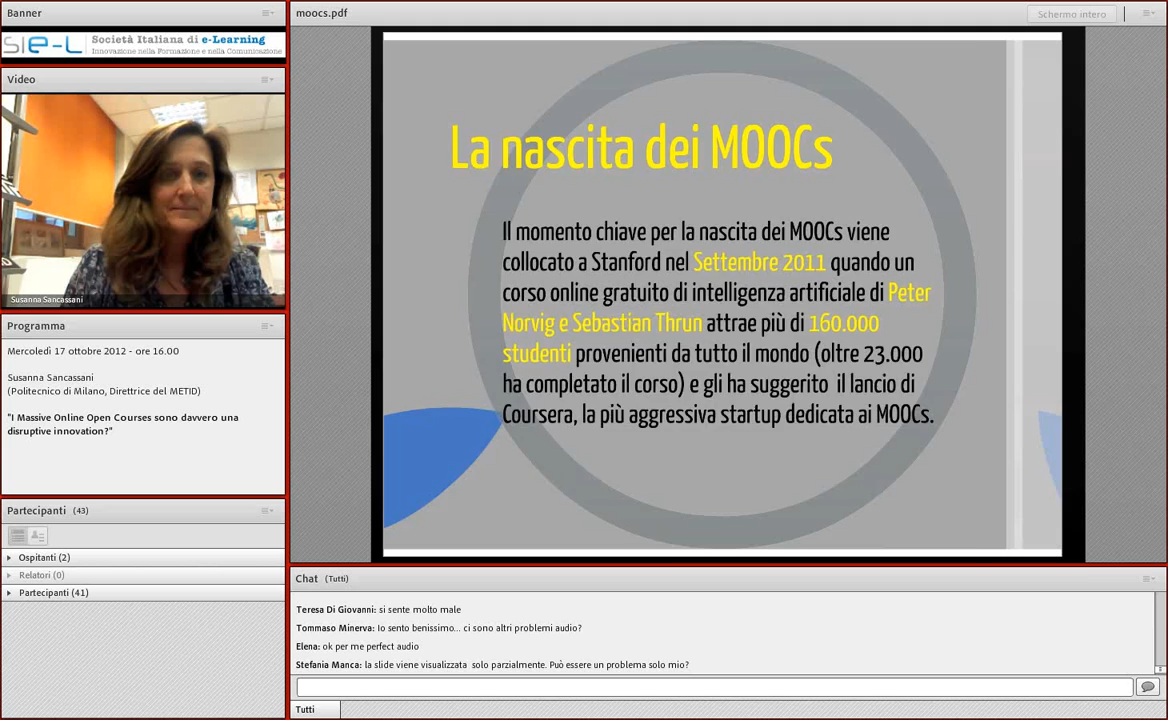 Banner
SIE-L Società Italiana di e-Learning
Innovazione nella Formazione e nella Comunicazione
Video
Susanna Sancassani
Programma
Mercoledì 17 ottobre 2012 - ore 16.00
Susanna Sancassani
(Politecnico di Milano, Direttrice del METID)
"I Massive Online Open Courses sono davvero una
disruptive innovation?"
Partecipanti (43)
Ospitanti (2)
Relatori (0)
Partecipanti (41)
moocs.pdf
Schermo intero
La nascita dei MOOCs
Il momento chiave per la nascita dei MOOCs viene
collocato a Stanford nel Settembre 2011 quando un
corso online gratuito di intelligenza artificiale di Peter
Norvig e Sebastian Thrun attrae più di 160.000
studenti provenienti da tutto il mondo (oltre 23.000
ha completato il corso) e gli ha suggerito il lancio di
Coursera, la più aggressiva startup dedicata ai MOOCs.
Chat (Tutti)
Teresa Di Giovanni: si sente molto male
Tommaso Minerva: Io sento benissimo... ci sono altri problemi audio?
Elena: ok per me perfect audio
Stefania Manca: la slide viene visualizzata solo parzialmente. Può essere un problema solo mio?
Tutti